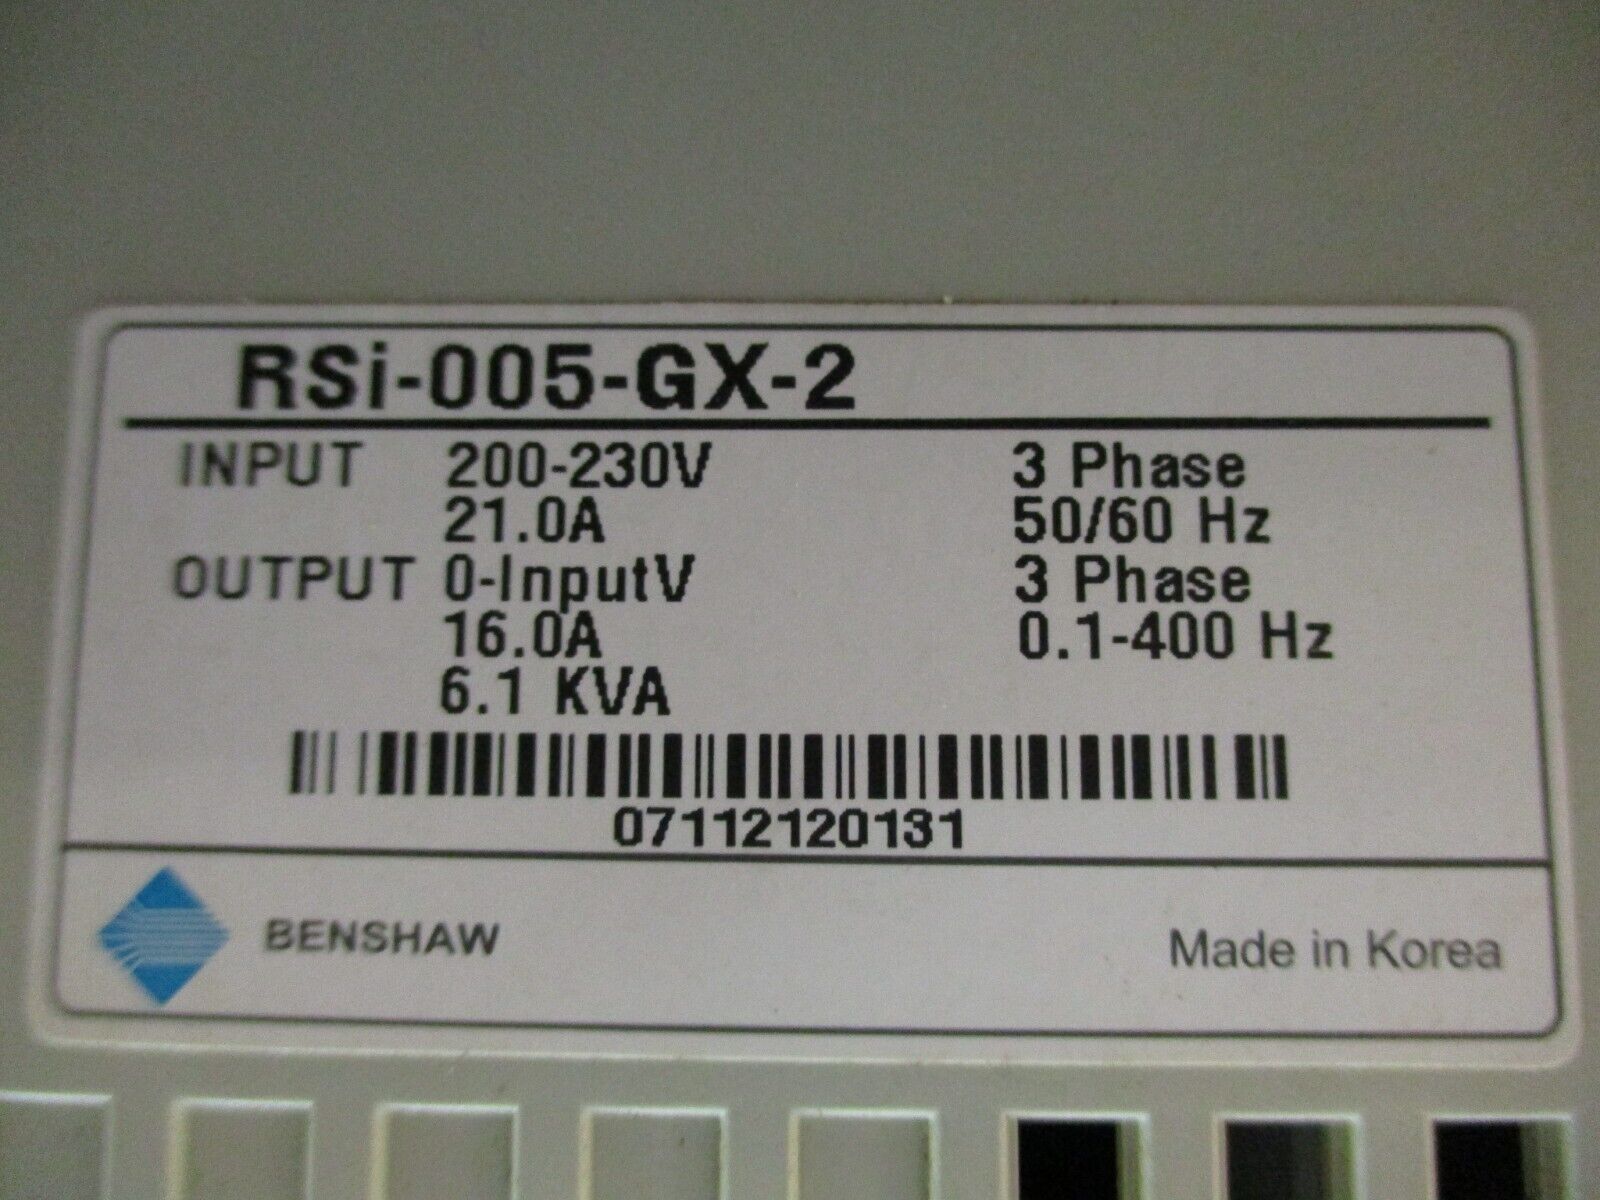 RSi-005-GX-2
INPUT 200-230V 3 Phase
21.0A 50/60 Hz
OUTPUT 0-InputV 3 Phase
16.0A 0.1-400 Hz
6.1 KVA
07112120131
BENSHAW Made in Korea